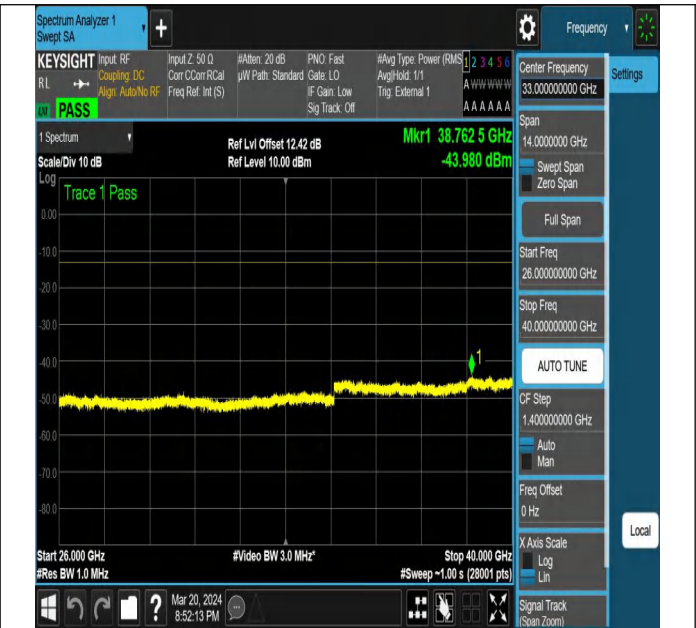 Spectrum Analyzer 1
Swept SA
+
Frequency
KEYSIGHT
RL
PASS
Input: RF
Coupling: DC
Align: Auto/No RF
Input Z: 50 Ω
Corr CCorr RCal
Freq Ref: Int (S)
#Atten: 20 dB
µW Path: Standard
PNO: Fast
Gate: LO
IF Gain: Low
Sig Track: Off
#Avg Type: Power (RMS
Avg|Hold: 1/1
Trig: External 1
1 2 3 4 5 6
A W W W W W
A A A A A A
1 Spectrum
Scale/Div 10 dB
Log
Ref Lvl Offset 12.42 dB
Ref Level 10.00 dBm
Mkr1 38.762 5 GHz
-43.980 dBm
Trace 1 Pass
0.00
-10.0
-20.0
-30.0
-40.0
-50.0
-60.0
-70.0
-80.0
1
Start 26.000 GHz
#Res BW 1.0 MHz
#Video BW 3.0 MHz*
Stop 40.000 GHz
#Sweep ~1.00 s (28001 pts)
Mar 20, 2024
8:52:13 PM
?
Center Frequency
33.000000000 GHz
Settings
Span
14.0000000 GHz
Swept Span
Zero Span
Full Span
Start Freq
26.000000000 GHz
Stop Freq
40.000000000 GHz
AUTO TUNE
CF Step
1.400000000 GHz
Auto
Man
Freq Offset
0 Hz
X Axis Scale
Log
Lin
Local
Signal Track
(Span Zoom)